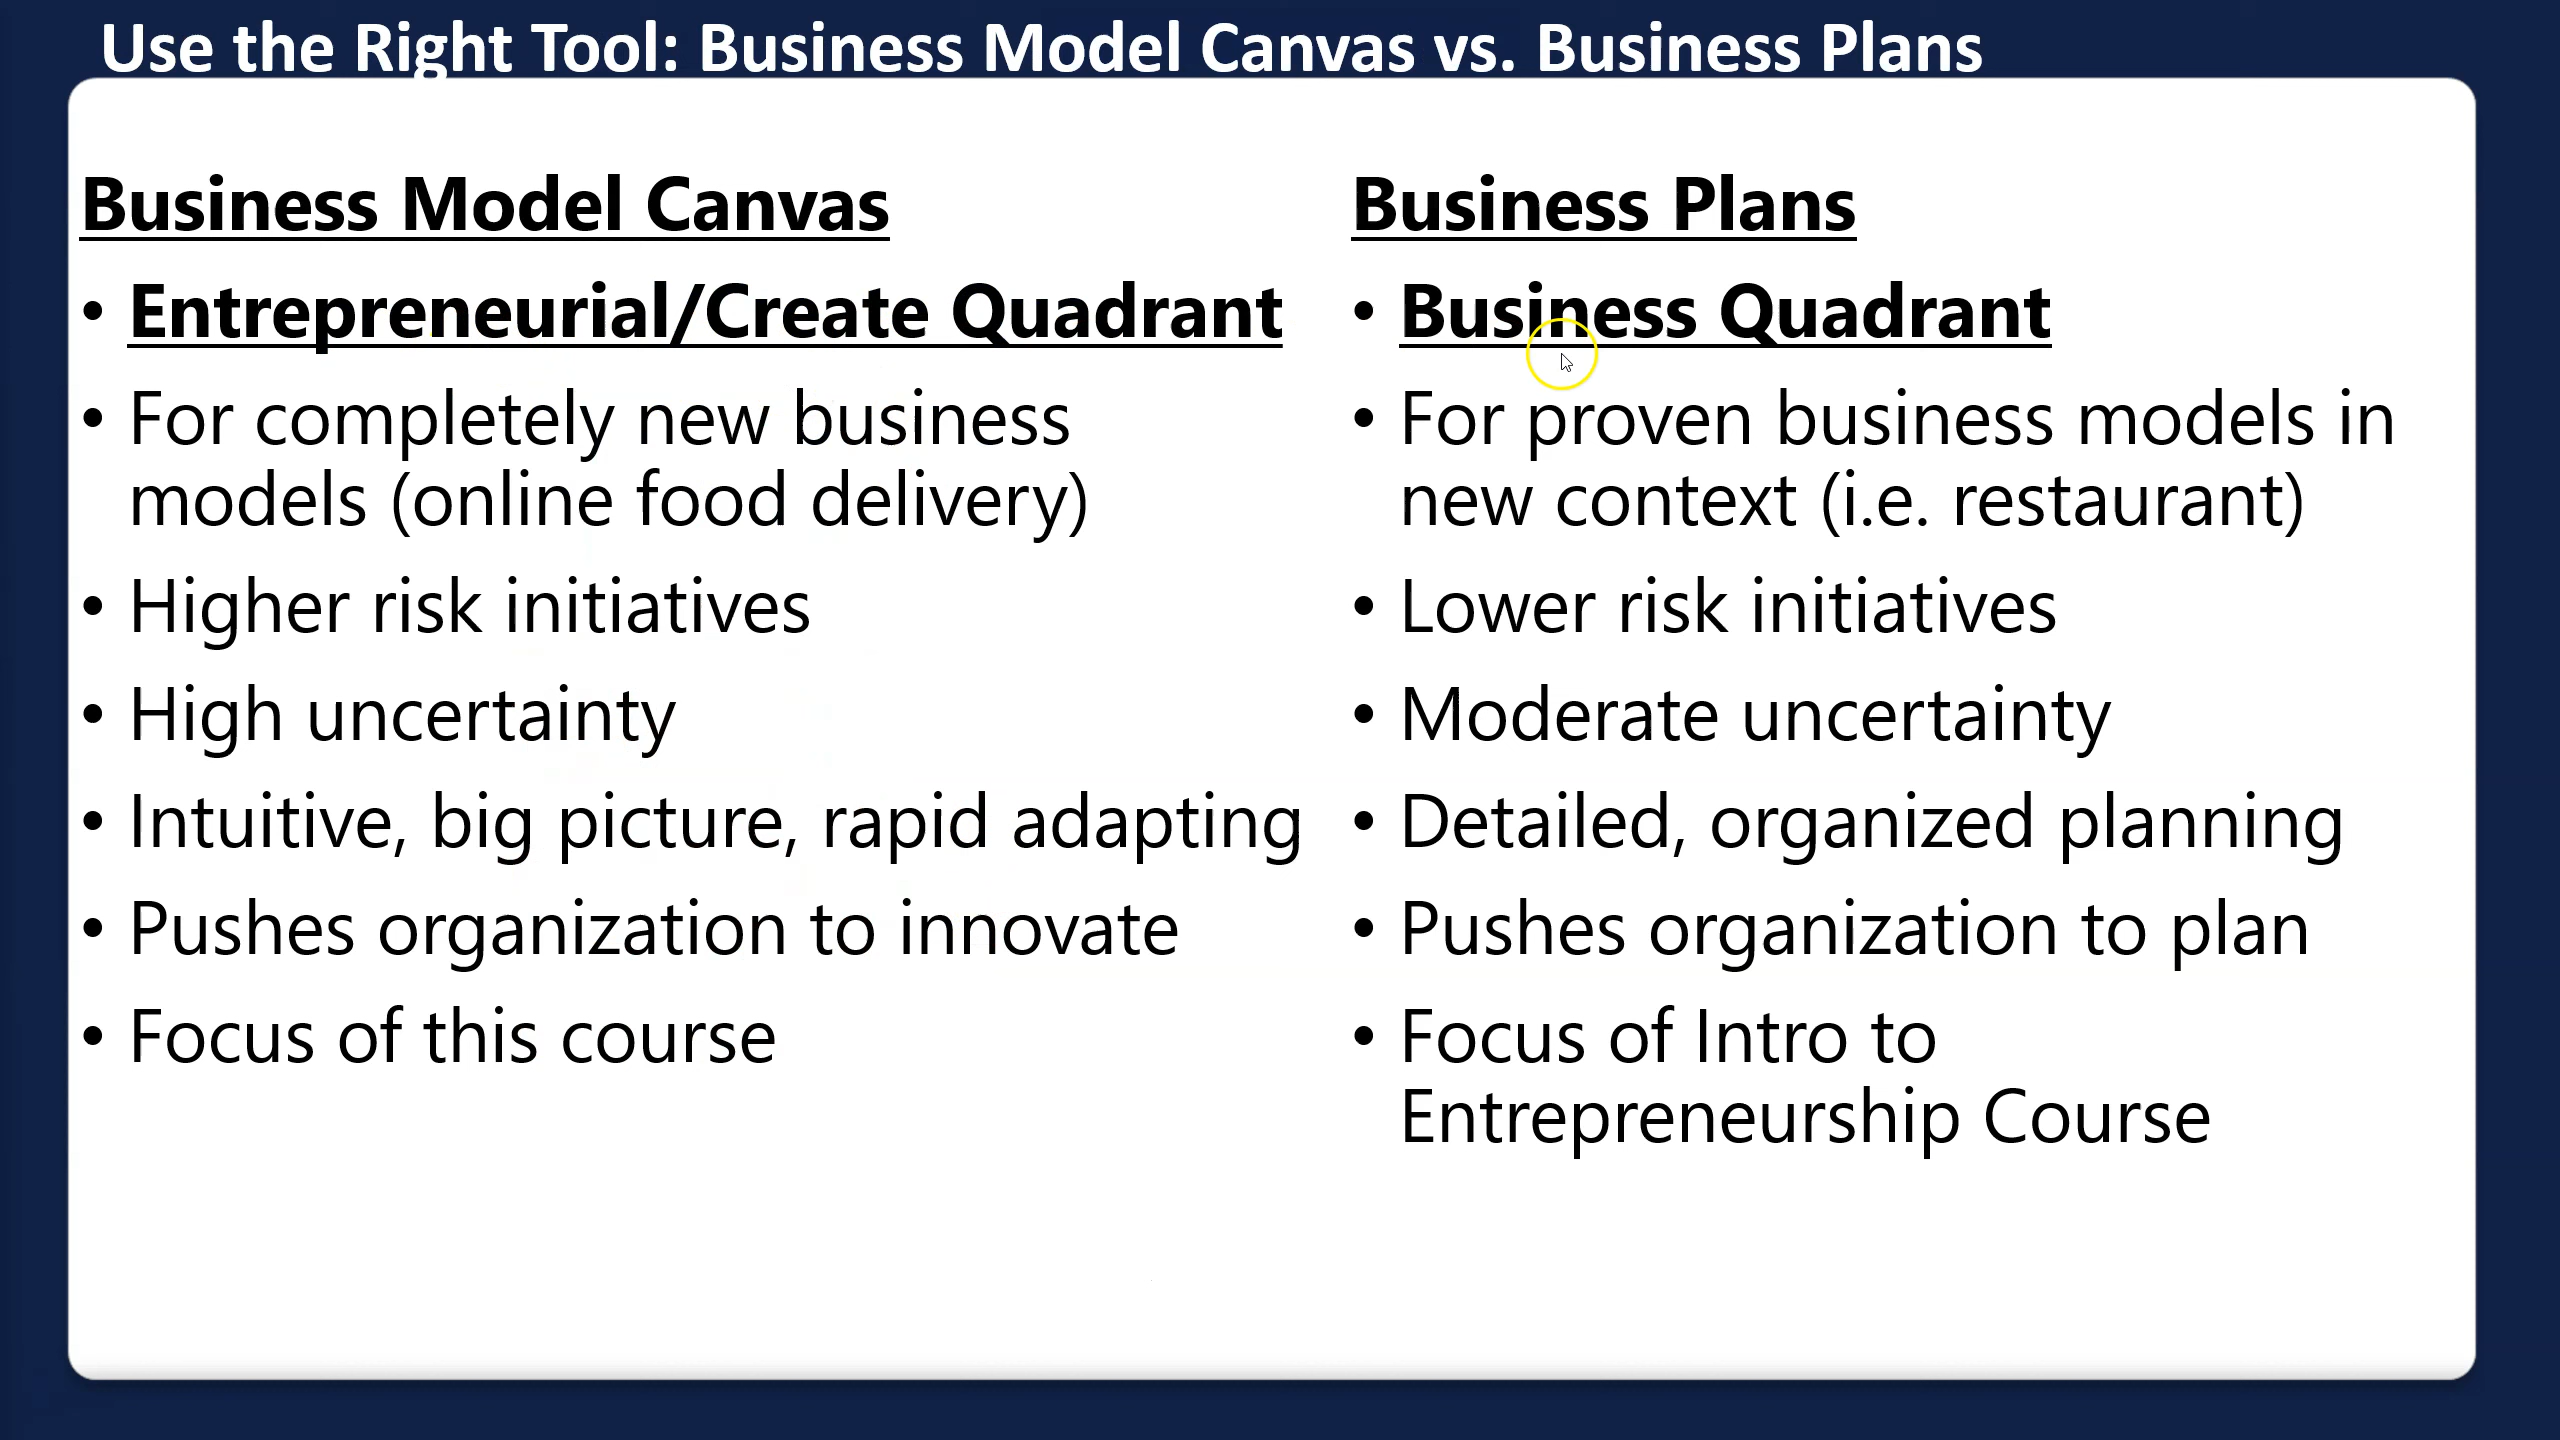 Use the Right Tool: Business Model Canvas vs. Business Plans
Business Model Canvas
• Entrepreneurial/Create Quadrant
• For completely new business
models (online food delivery)
• Higher risk initiatives
• High uncertainty
• Intuitive, big picture, rapid adapting
• Pushes organization to innovate
• Focus of this course
Business Plans
• Business Quadrant
• For proven business models in
new context (i.e. restaurant)
• Lower risk initiatives
• Moderate uncertainty
• Detailed, organized planning
• Pushes organization to plan
• Focus of Intro to
Entrepreneurship Course